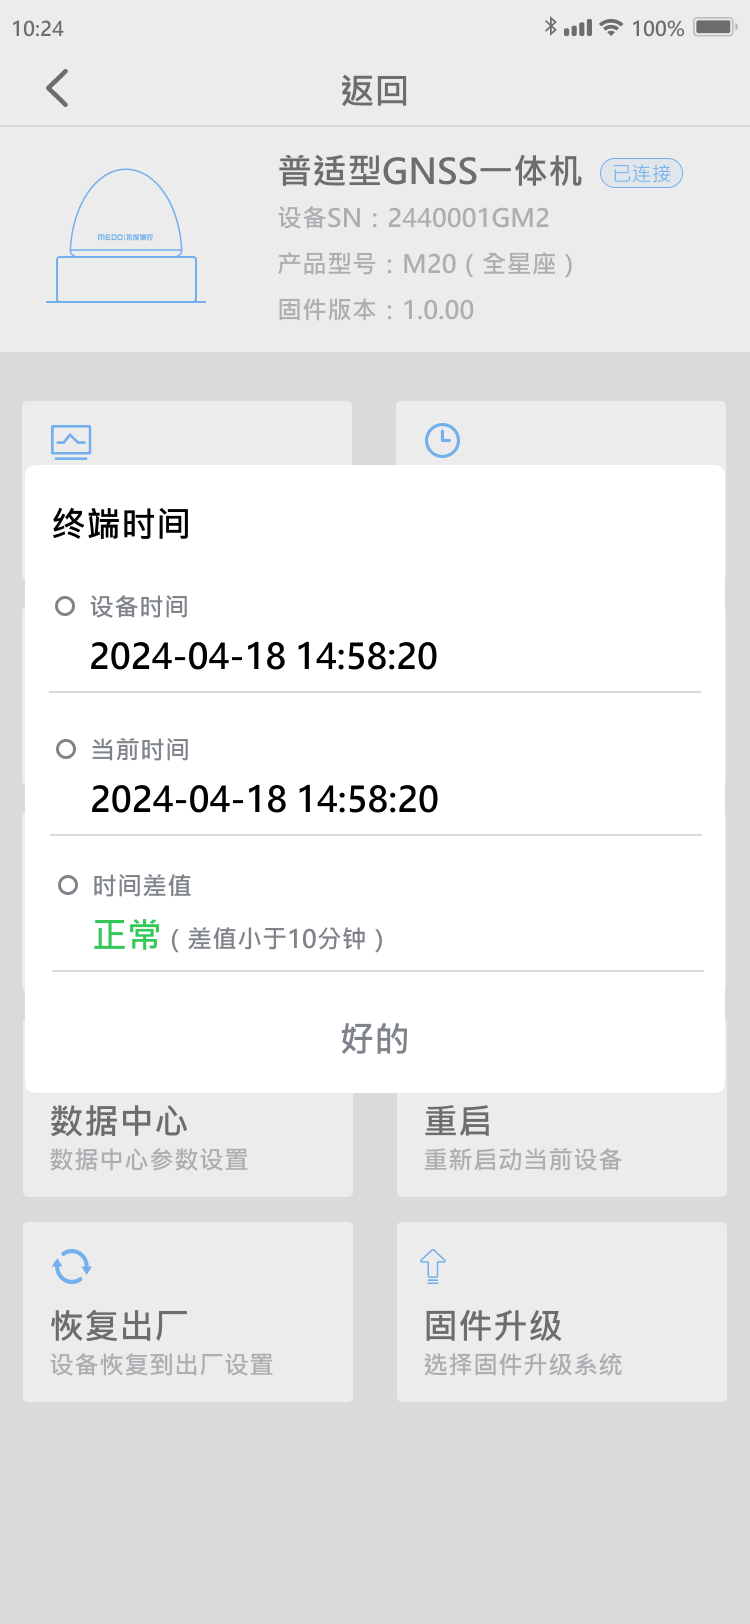 10:24
100%
返回
普适型GNSS一体机
已连接
设备SN：2440001GM2
产品型号：M20（全星座）
固件版本：1.0.00
MEDO|米度测控
终端时间
设备时间
2024-04-18 14:58:20
当前时间
2024-04-18 14:58:20
时间差值
正常（差值小于10分钟）
好的
数据中心
数据中心参数设置
重启
重新启动当前设备
恢复出厂
设备恢复到出厂设置
固件升级
选择固件升级系统